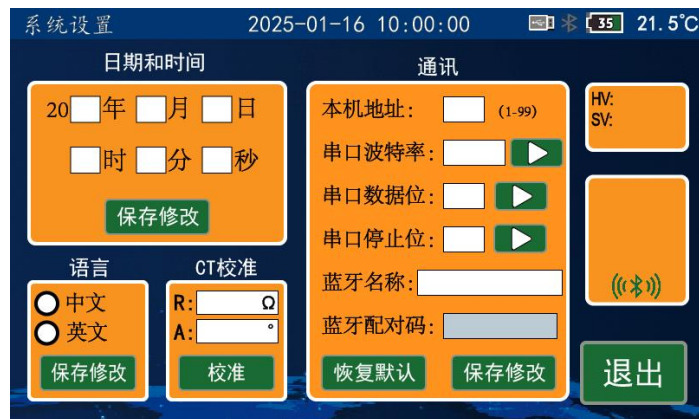 系统设置 2025-01-16 10:00:00 35 21.5℃
日期和时间
20 年 月 日
时 分 秒
保存修改
语言
中文
英文
保存修改
CT校准
R: Ω
A: °
校准
通讯
本机地址: (1-99)
串口波特率:
串口数据位:
串口停止位:
蓝牙名称:
蓝牙配对码:
恢复默认 保存修改
HV:
SV:
退出